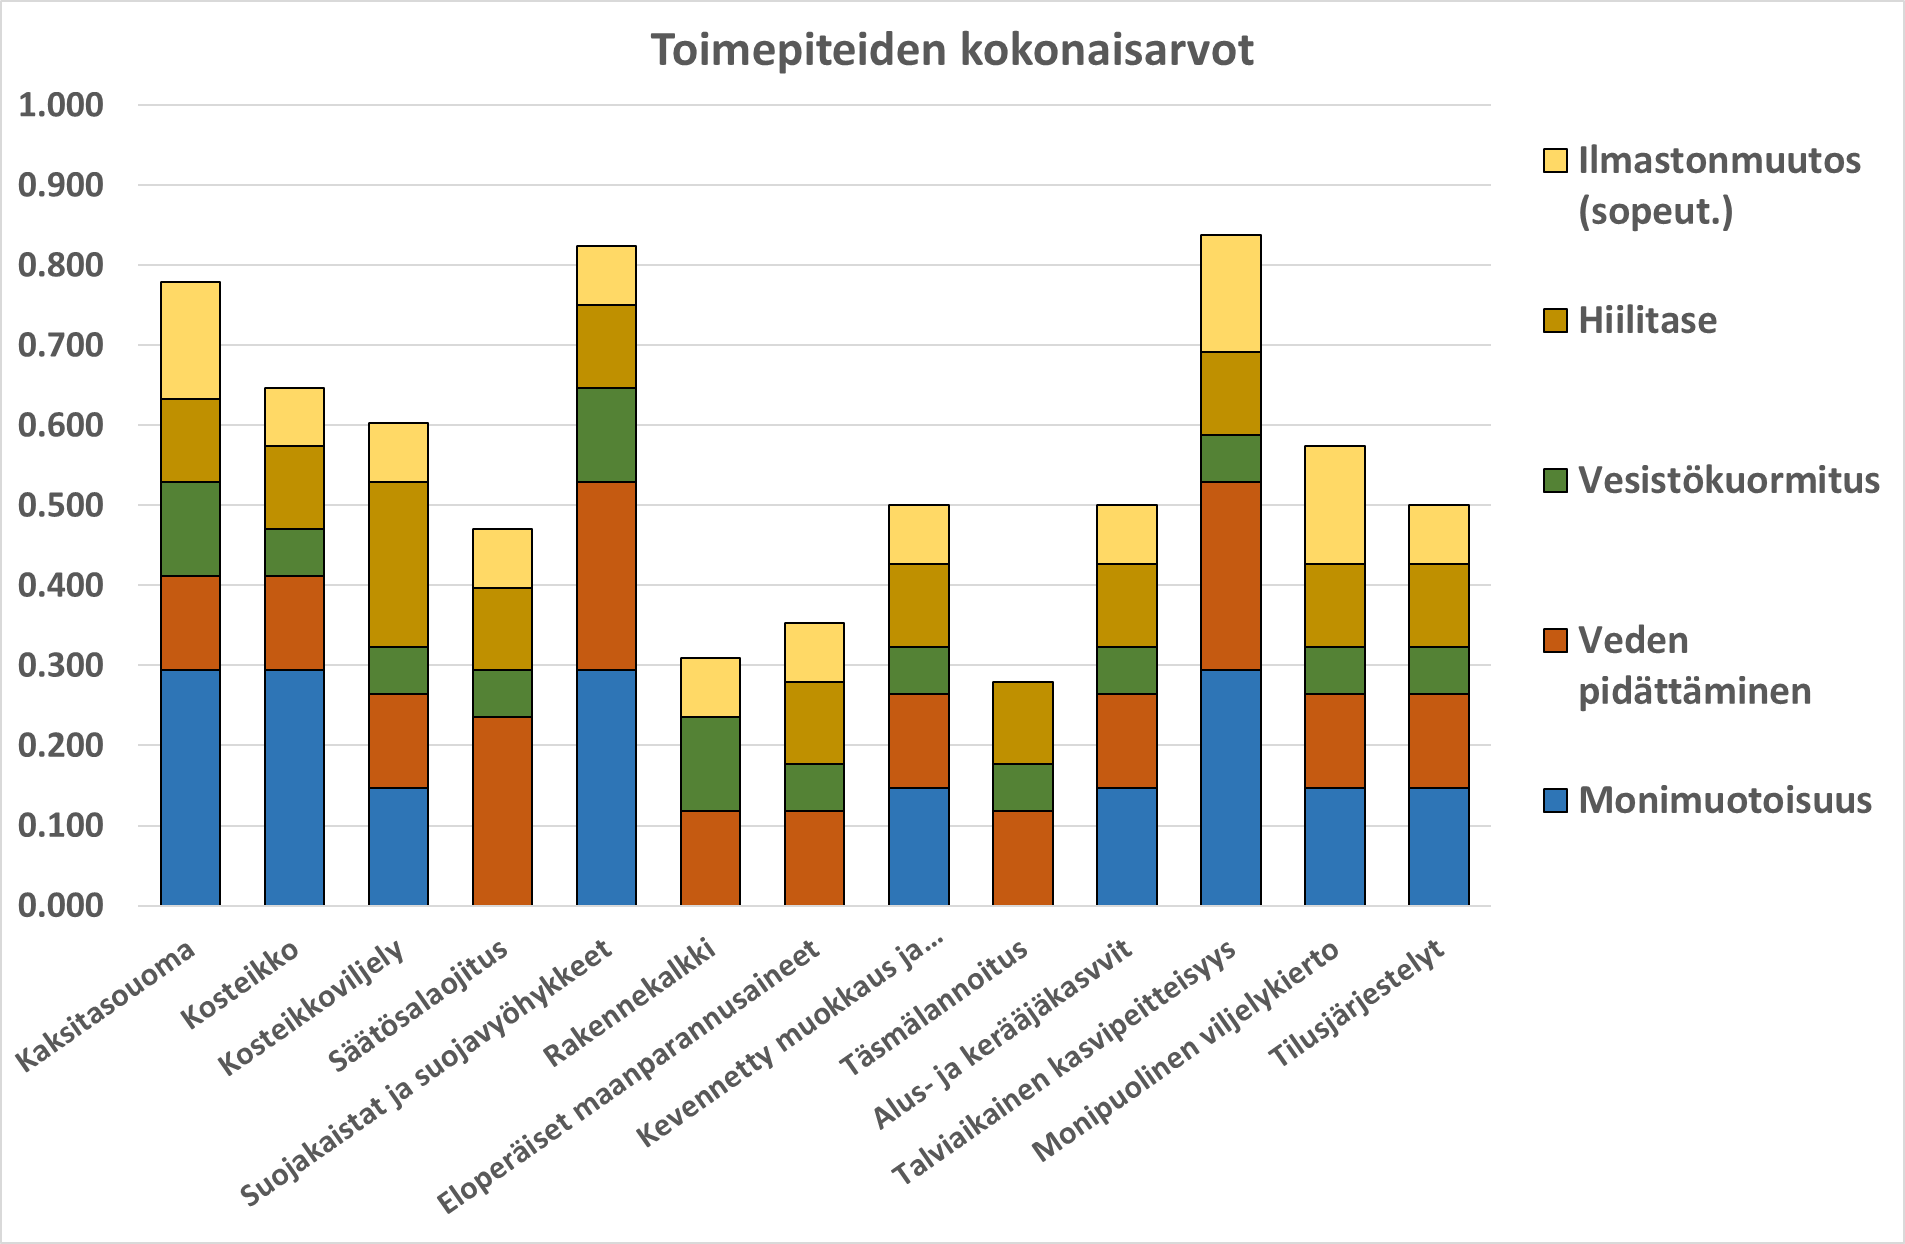 Toimepiteiden kokonaisarvot
1.000
0.900
0.800
0.700
0.600
0.500
0.400
0.300
0.200
0.100
0.000
Ilmastonmuutos
(sopeut.)
Hiilitase
Vesistökuormitus
Veden
pidättäminen
Monimuotoisuus
Kaksitasouoma
Kosteikko
Kosteikkoviljely
Säätösalaojitus
Suojakaistat ja suojavyöhykkeet
Rakennekalkki
Eloperäiset maanparannusaineet
Kevennetty muokkaus ja...
Täsmälannoitus
Alus- ja kerääjäkasvvit
Talviaikainen kasvipeitteisyys
Monipuolinen viljelykierto
Tilusjärjestelyt